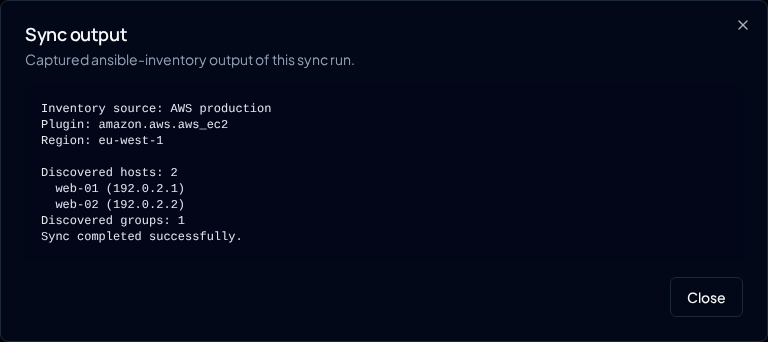 Sync output
Captured ansible-inventory output of this sync run.
Inventory source: AWS production
Plugin: amazon.aws.aws_ec2
Region: eu-west-1
Discovered hosts: 2
  web-01 (192.0.2.1)
  web-02 (192.0.2.2)
Discovered groups: 1
Sync completed successfully.
Close